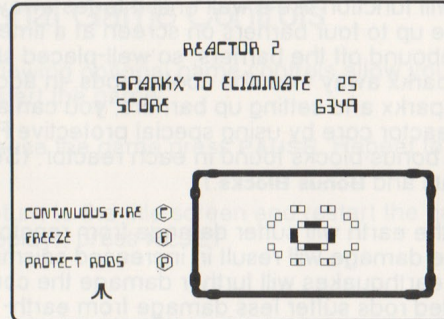 REACTOR 2
SPARKX TO ELIMINATE 25
SCORE 6349
CONTINUOUS FIRE C
FREEZE F
PROTECT RODS P